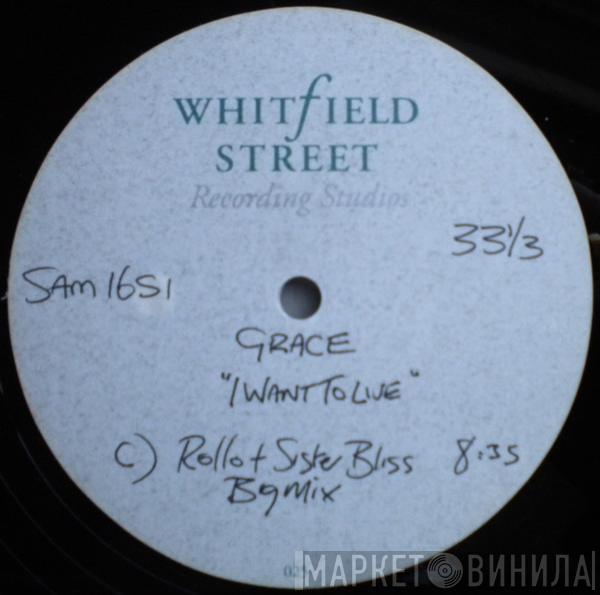 WHITfIELD
STREET
Recording Studios
33⅓
SAM 1651
GRACE
"I WANT TO LIVE"
C) Rollo + Sister Bliss 8:35
Bg Mix
МАРКЕТ ВИНИЛА